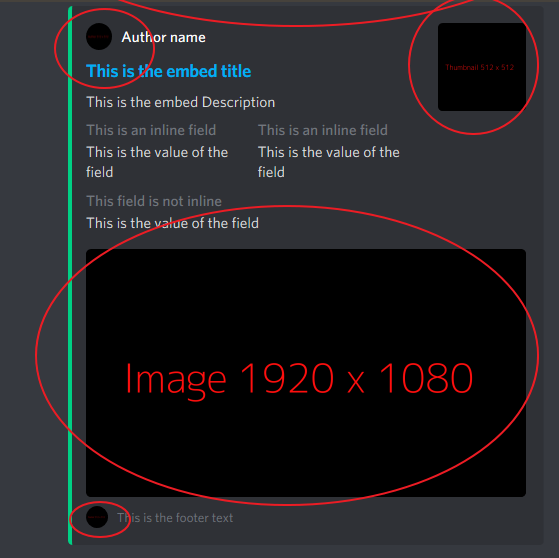 Author name
Thumbnail 512 x 512
This is the embed title
This is the embed Description
This is an inline field This is an inline field
This is the value of the This is the value of the
field field
This field is not inline
This is the value of the field
Image 1920 x 1080
This is the footer text